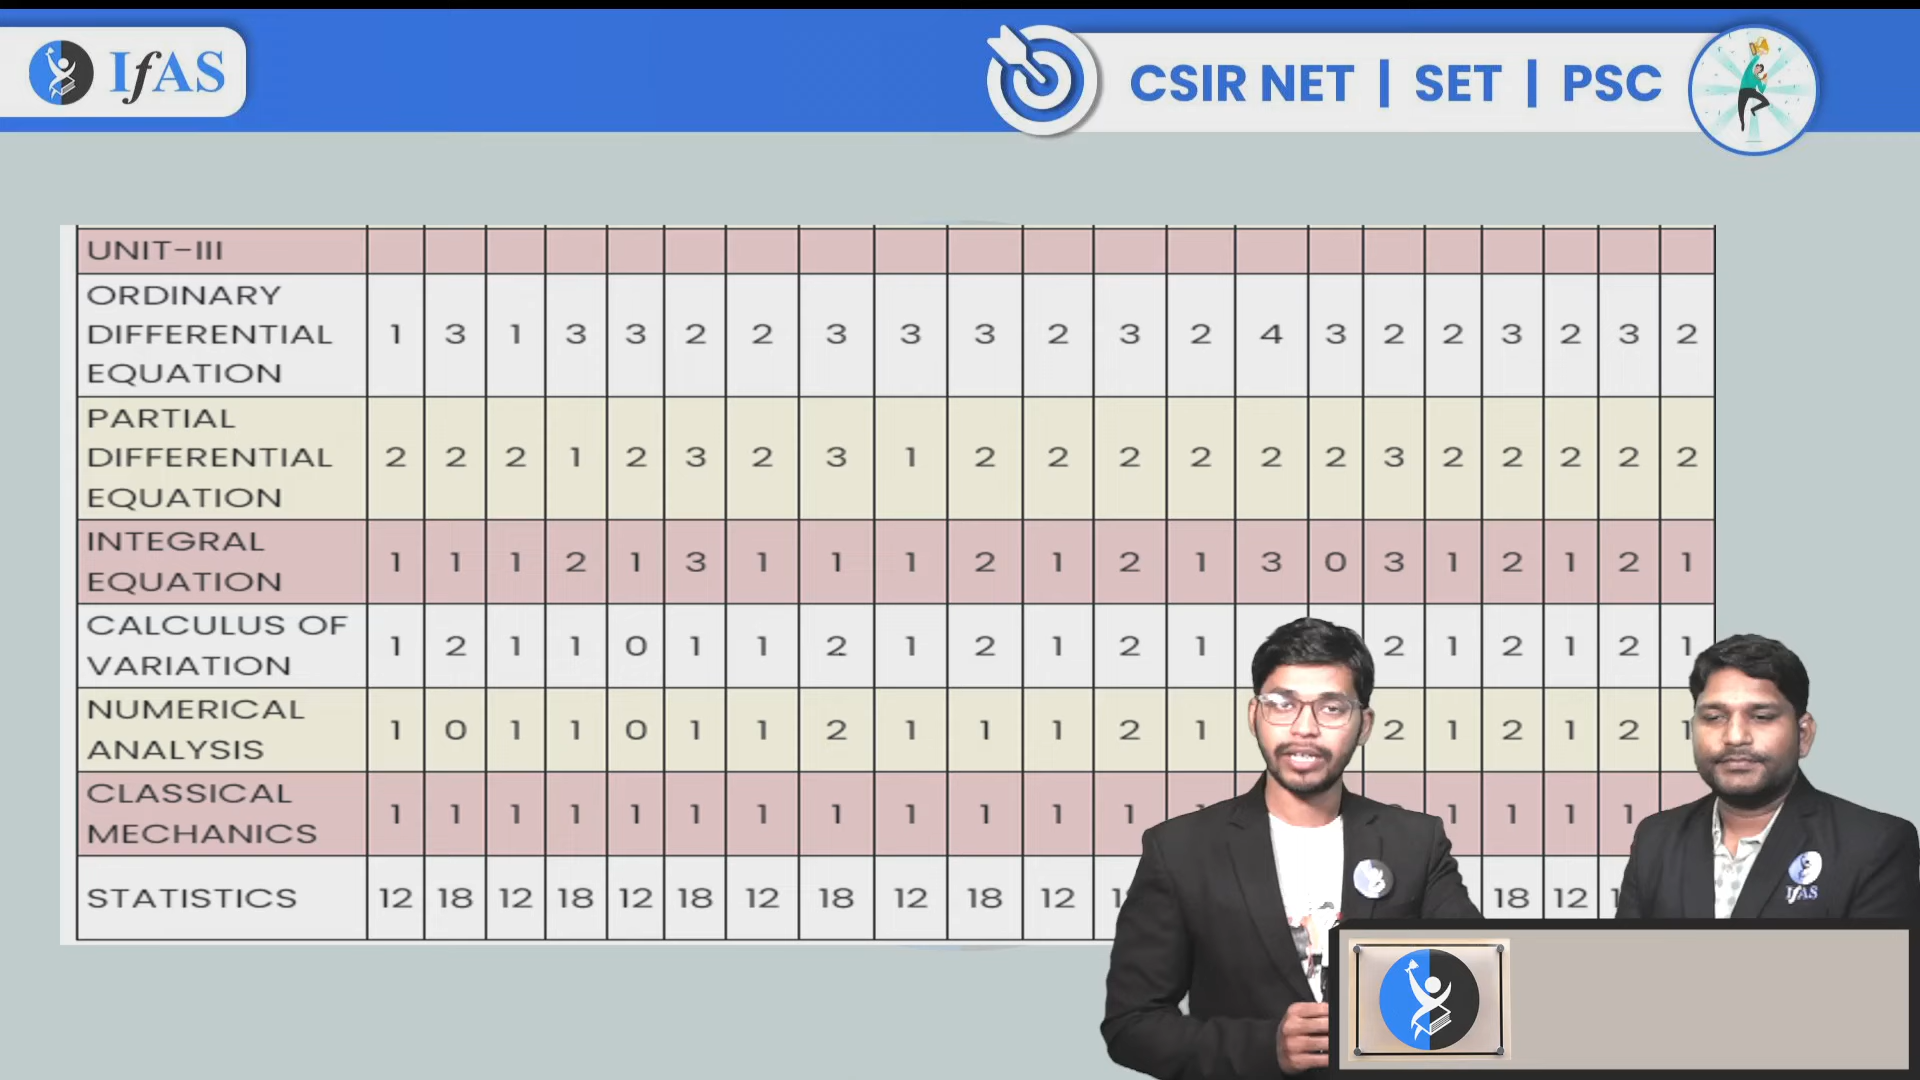 IfAS
CSIR NET | SET | PSC
UNIT-III
ORDINARY
DIFFERENTIAL
EQUATION
1 3 1 3 3 2 2 3 3 3 2 3 2 4 3 2 2 3 2 3 2
PARTIAL
DIFFERENTIAL
EQUATION
2 2 2 1 2 3 2 3 1 2 2 2 2 2 2 3 2 2 2 2 2
INTEGRAL
EQUATION
1 1 1 2 1 3 1 1 1 2 1 2 1 3 0 3 1 2 1 2 1
CALCULUS OF
VARIATION
1 2 1 1 0 1 1 2 1 2 1 2 1 2 1 2 1 2 1
NUMERICAL
ANALYSIS
1 0 1 1 0 1 1 2 1 1 1 2 1 2 1 2 1 2 1
CLASSICAL
MECHANICS
1 1 1 1 1 1 1 1 1 1 1 1 1 1 1 1 1
STATISTICS
12 18 12 18 12 18 12 18 12 18 12 18 12
IfAS